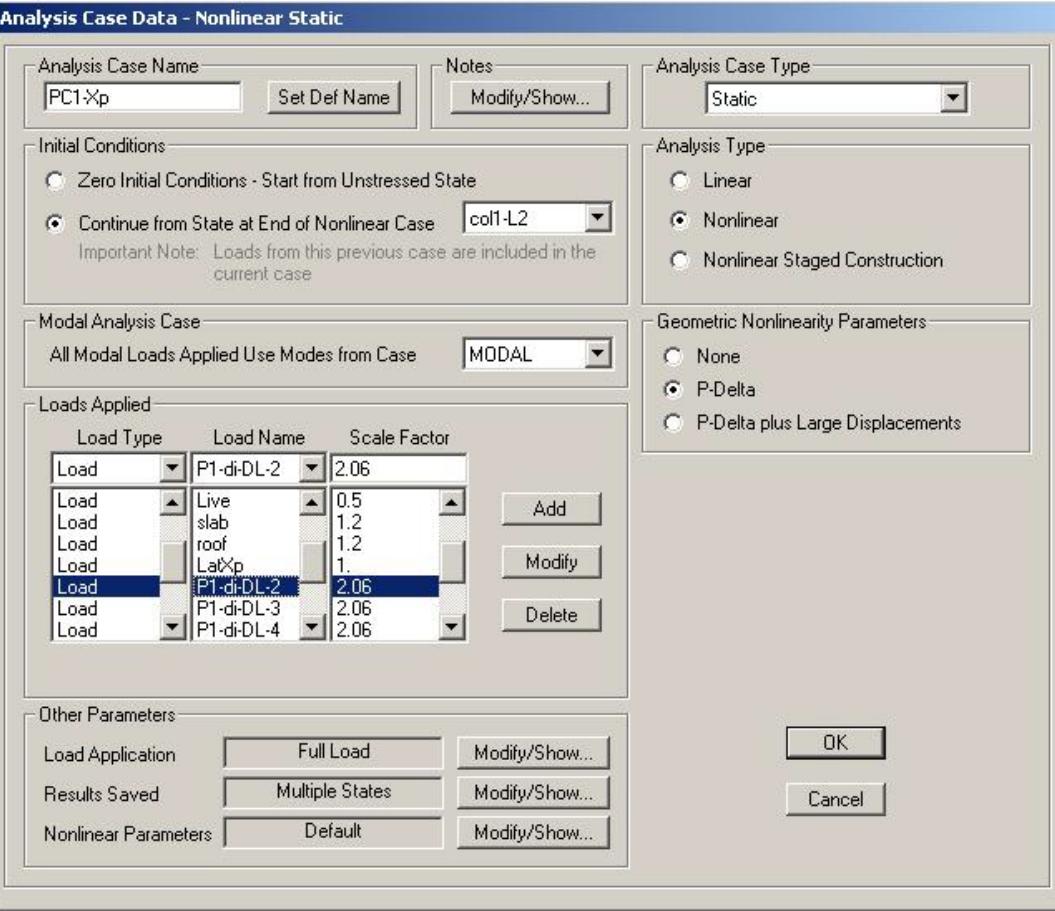 Analysis Case Data - Nonlinear Static
Analysis Case Name
PC1-Xp
Set Def Name
Notes
Modify/Show...
Analysis Case Type
Static
Initial Conditions
Zero Initial Conditions - Start from Unstressed State
Continue from State at End of Nonlinear Case
col1-L2
Important Note: Loads from this previous case are included in the
current case
Analysis Type
Linear
Nonlinear
Nonlinear Staged Construction
Modal Analysis Case
All Modal Loads Applied Use Modes from Case
MODAL
Geometric Nonlinearity Parameters
None
P-Delta
P-Delta plus Large Displacements
Loads Applied
Load Type Load Name Scale Factor
Load P1-di-DL-2 2.06
Load Live 0.5
Load slab 1.2
Load roof 1.2
Load LatXp 1.
Load P1-di-DL-2 2.06
Load P1-di-DL-3 2.06
Load P1-di-DL-4 2.06
Add
Modify
Delete
Other Parameters
Load Application Full Load Modify/Show...
Results Saved Multiple States Modify/Show...
Nonlinear Parameters Default Modify/Show...
OK
Cancel